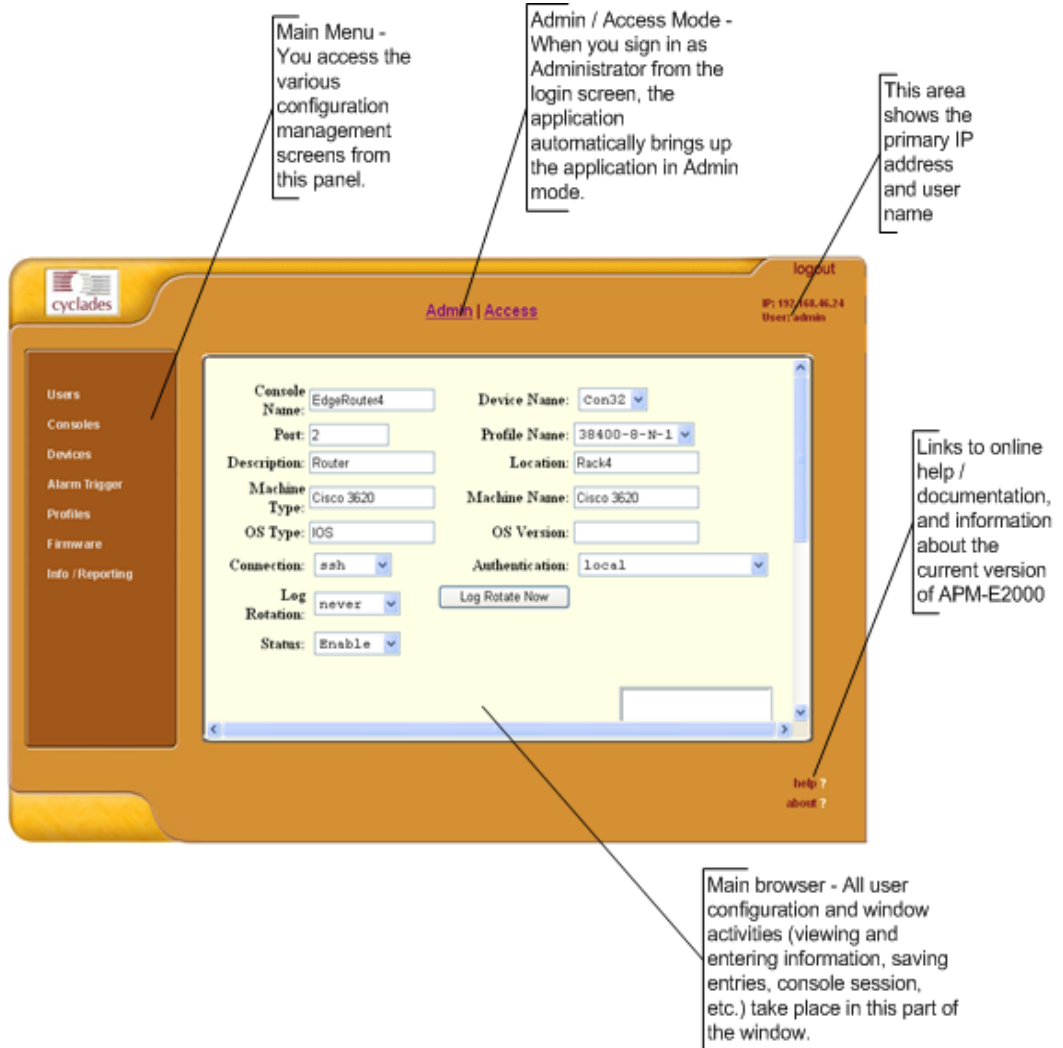 Main Menu -
You access the
various
configuration
management
screens from
this panel.
Admin / Access Mode -
When you sign in as
Administrator from the
login screen, the
application
automatically brings up
the application in Admin
mode.
This area
shows the
primary IP
address
and user
name
cyclades
Admin | Access
logout
IP: 192.168.46.24
User: admin
Users
Consoles
Devices
Alarm Trigger
Profiles
Firmware
Info / Reporting
Console Name: EdgeRouter4 Device Name: Con32
Port: 2 Profile Name: 38400-8-N-1
Description: Router Location: Rack4
Machine Type: Cisco 3620 Machine Name: Cisco 3620
OS Type: IOS OS Version:
Connection: ssh Authentication: local
Log Rotation: never Log Rotate Now
Status: Enable
Links to online
help /
documentation,
and information
about the
current version
of APM-E2000
help ?
about ?
Main browser - All user
configuration and window
activities (viewing and
entering information, saving
entries, console session,
etc.) take place in this part of
the window.